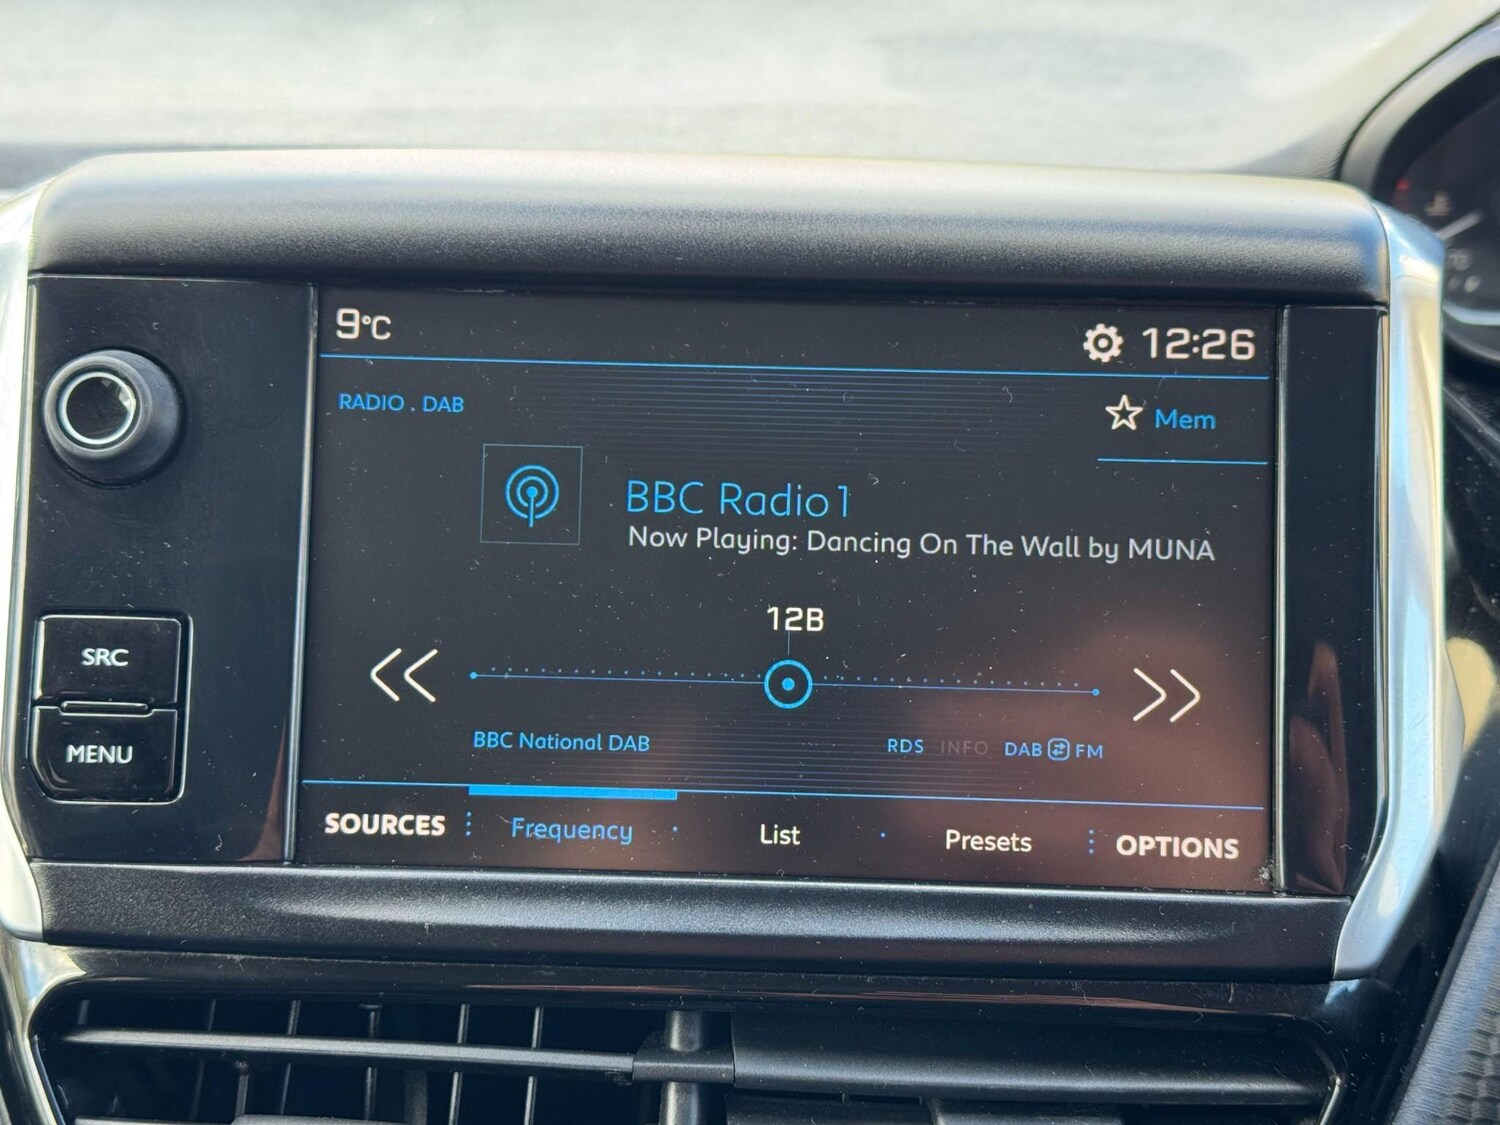 9°C
12:26
RADIO . DAB
Mem
BBC Radio 1
Now Playing: Dancing On The Wall by MUNA
12B
SRC
MENU
BBC National DAB
RDS INFO DAB FM
SOURCES Frequency List Presets OPTIONS